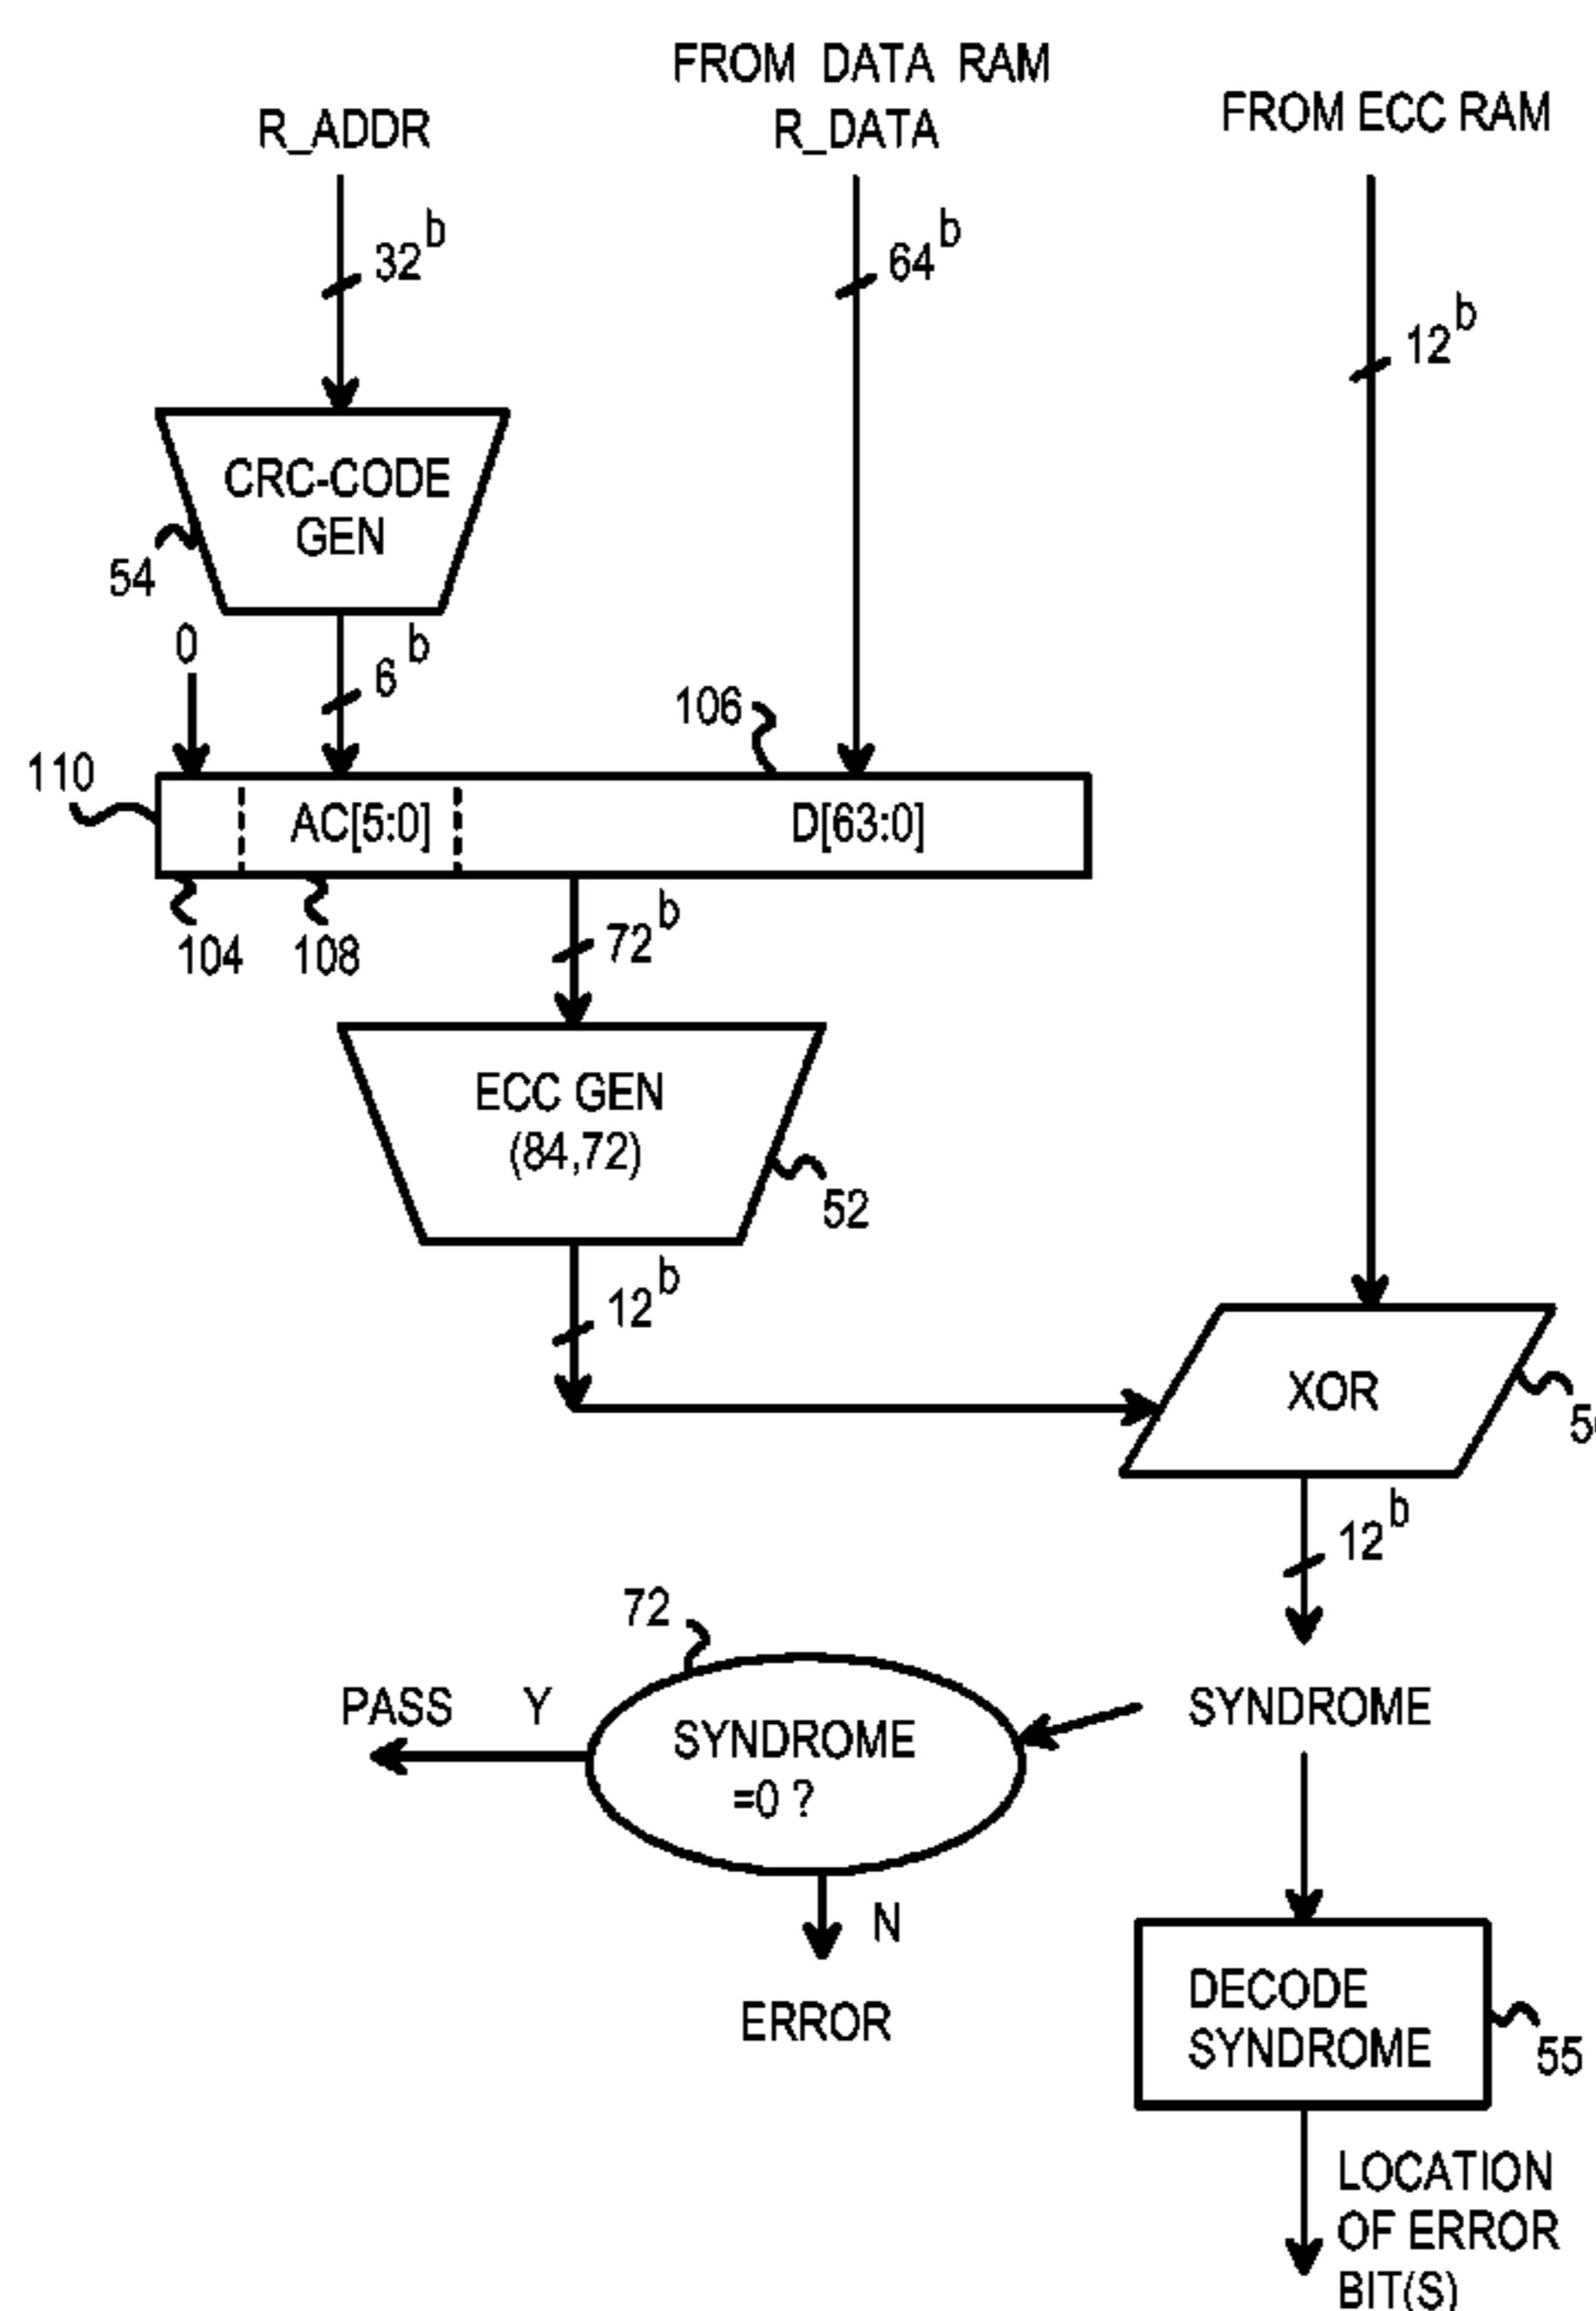 FROM DATA RAM
R_ADDR
R_DATA
FROM ECC RAM
32b
64b
12b
CRC-CODE
GEN
54
0
6b
106
110
AC[5:0]
D[63:0]
104
108
72b
ECC GEN
(84,72)
52
12b
XOR
12b
72
PASS
Y
SYNDROME
=0 ?
SYNDROME
N
ERROR
DECODE
SYNDROME
55
LOCATION
OF ERROR
BIT(S)